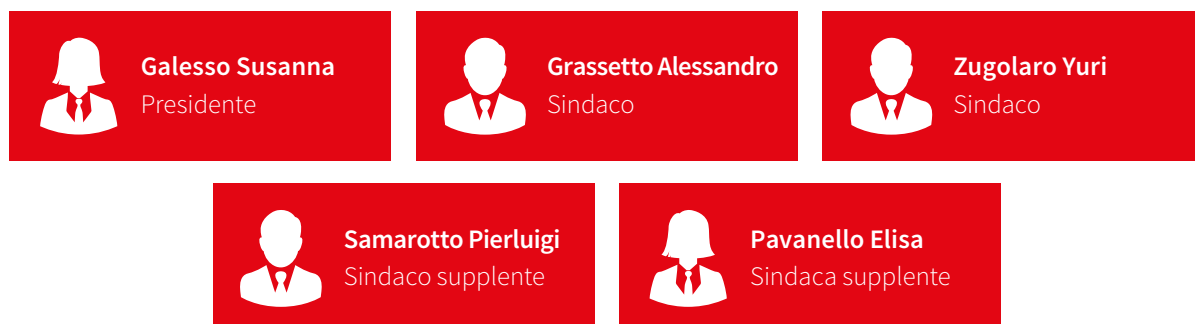 Galesso Susanna
Presidente
Grassetto Alessandro
Sindaco
Zugolaro Yuri
Sindaco
Samarotto Pierluigi
Sindaco supplente
Pavanello Elisa
Sindaca supplente